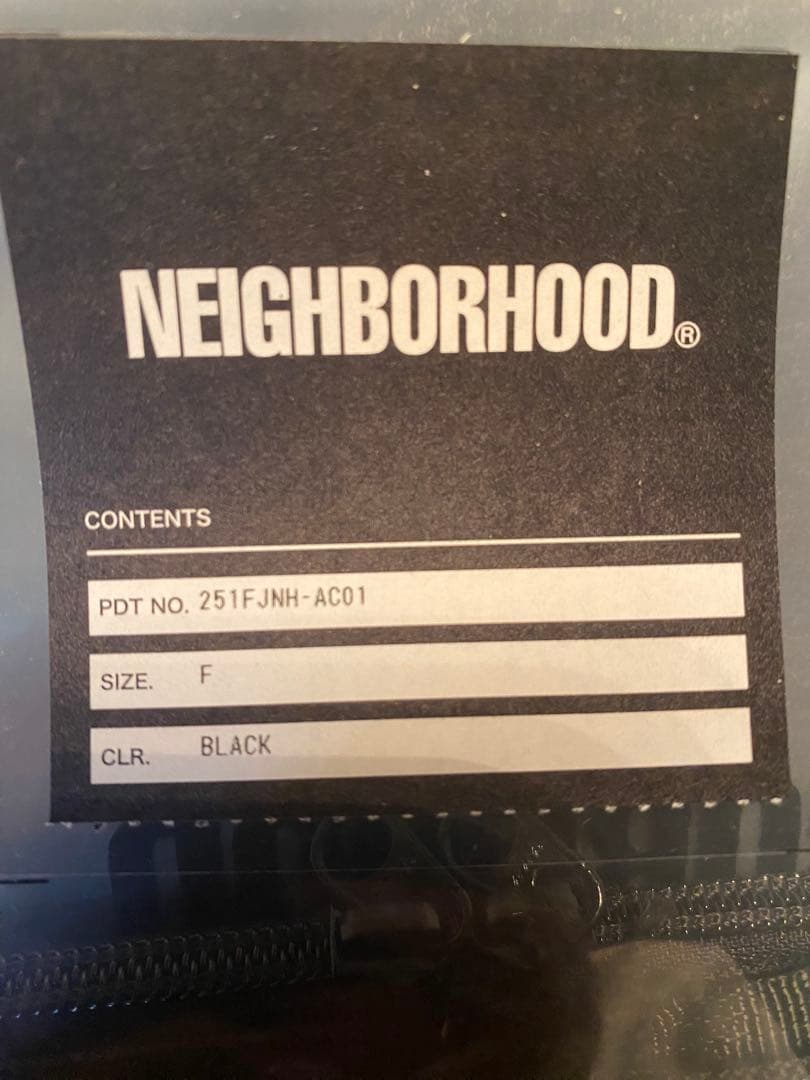 NEIGHBORHOOD®
CONTENTS
PDT NO. 251FJNH-AC01
SIZE. F
CLR. BLACK